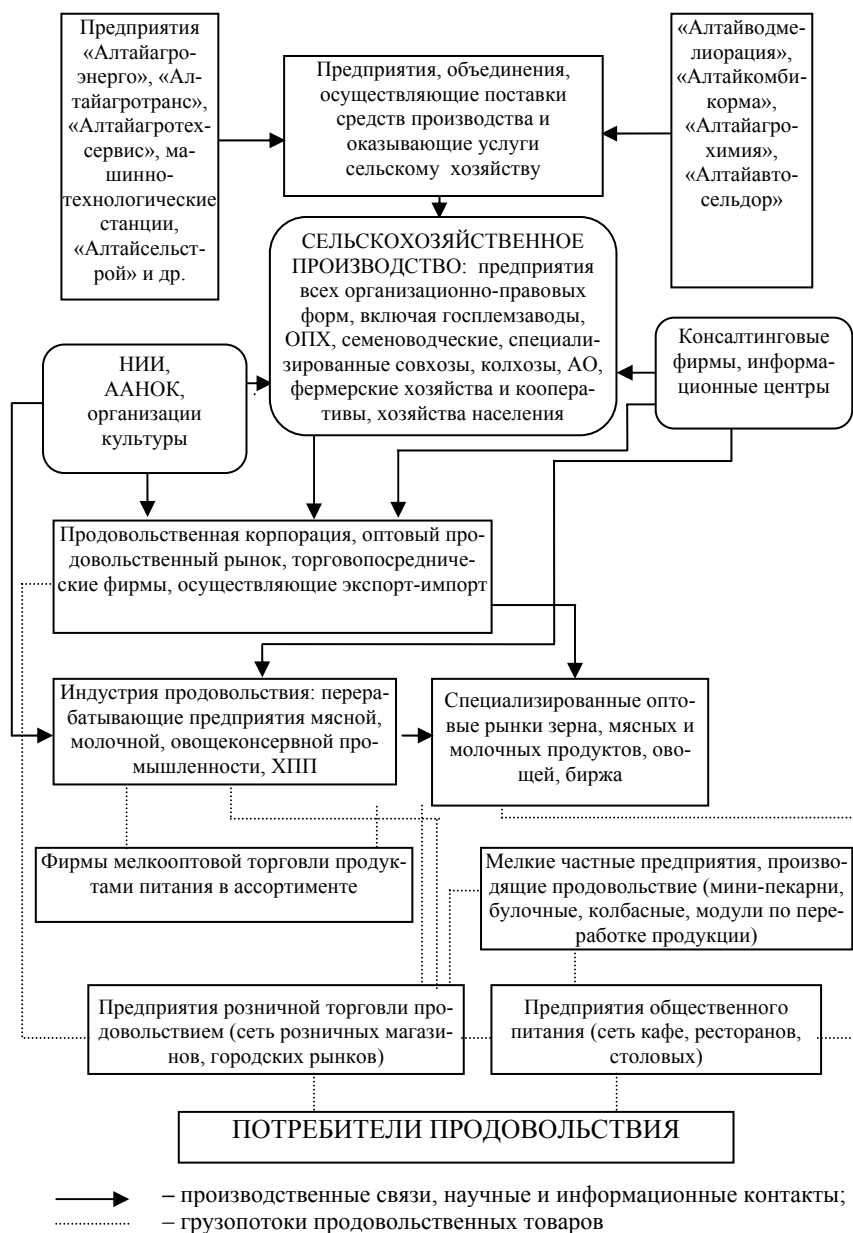 Предприятия
«Алтайагро-
энерго», «Ал-
тайагротранс»,
«Алтайагротех-
сервис», ма-
шинно-
технологические
станции,
«Алтайсельст-
рой» и др.
Предприятия, объединения,
осуществляющие поставки
средств производства и
оказывающие услуги
сельскому хозяйству
«Алтайводме-
лиорация»,
«Алтайкомби-
корма»,
«Алтайагро-
химия»,
«Алтайавто-
сельдор»
СЕЛЬСКОХОЗЯЙСТВЕННОЕ
ПРОИЗВОДСТВО: предприятия
всех организационно-правовых
форм, включая госплемзаводы,
ОПХ, семеноводческие, специали-
зированные совхозы, колхозы, АО,
фермерские хозяйства и коопера-
тивы, хозяйства населения
НИИ,
ААНОК,
организации
культуры
Консалтинговые
фирмы, информа-
ционные центры
Продовольственная корпорация, оптовый про-
довольственный рынок, торговопосредниче-
ские фирмы, осуществляющие экспорт-импорт
Индустрия продовольствия: перера-
батывающие предприятия мясной,
молочной, овощеконсервной про-
мышленности, ХПП
Специализированные опто-
вые рынки зерна, мясных и
молочных продуктов, ово-
щей, биржа
Фирмы мелкооптовой торговли продук-
тами питания в ассортименте
Мелкие частные предприятия, произво-
дящие продовольствие (мини-пекарни,
булочные, колбасные, модули по пере-
работке продукции)
Предприятия розничной торговли про-
довольствием (сеть розничных магази-
нов, городских рынков)
Предприятия общественного
питания (сеть кафе, ресторанов,
столовых)
ПОТРЕБИТЕЛИ ПРОДОВОЛЬСТВИЯ
– производственные связи, научные и информационные контакты;
– грузопотоки продовольственных товаров